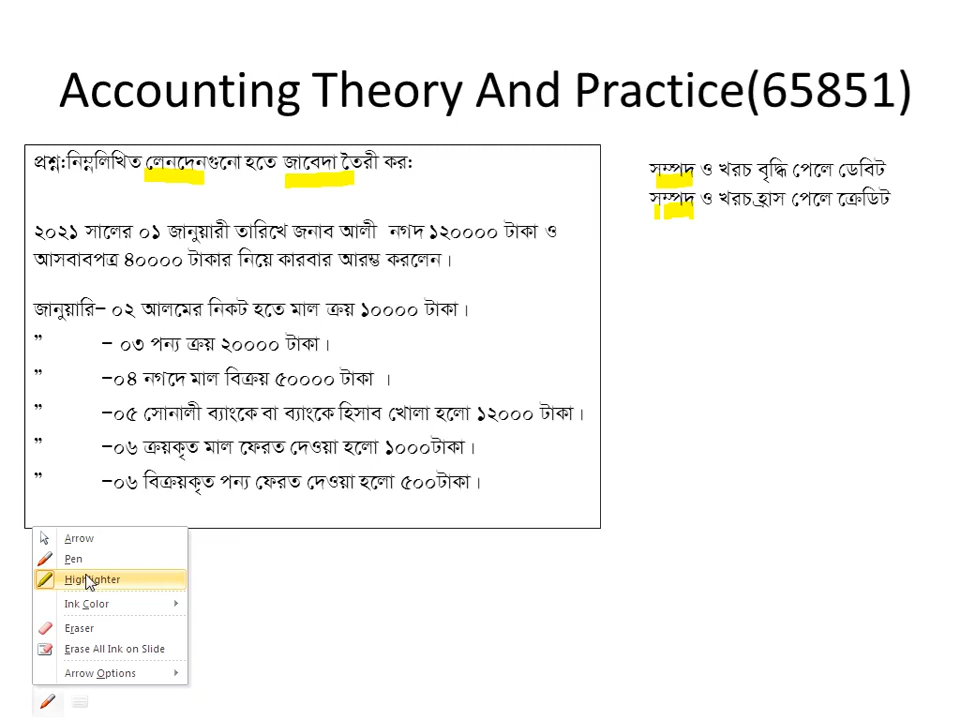 Accounting Theory And Practice(65851)
প্রশ্ন:নিম্নলিখিত লেনদেনগুনো হতে জাবেদা তৈরী কর:
২০২১ সালের ০১ জানুয়ারী তারিখে জনাব আলী নগদ ১২০০০০ টাকা ও
আসবাবপত্র ৪০০০০ টাকার নিয়ে কারবার আরম্ভ করলেন।
জানুয়ারি– ০২ আলমের নিকট হতে মাল ক্রয় ১০০০০ টাকা।
” – ০৩ পন্য ক্রয় ২০০০০ টাকা।
” –০৪ নগদে মাল বিক্রয় ৫০০০০ টাকা ।
” –০৫ সোনালী ব্যাংকে বা ব্যাংকে হিসাব খোলা হলো ১২০০০ টাকা।
” –০৬ ক্রয়কৃত মাল ফেরত দেওয়া হলো ১০০০টাকা।
” –০৬ বিক্রয়কৃত পন্য ফেরত দেওয়া হলো ৫০০টাকা।
সম্পদ ও খরচ বৃদ্ধি পেলে ডেবিট
সম্পদ ও খরচ হ্রাস পেলে ক্রেডিট
Arrow
Pen
Highlighter
Ink Color
Eraser
Erase All Ink on Slide
Arrow Options